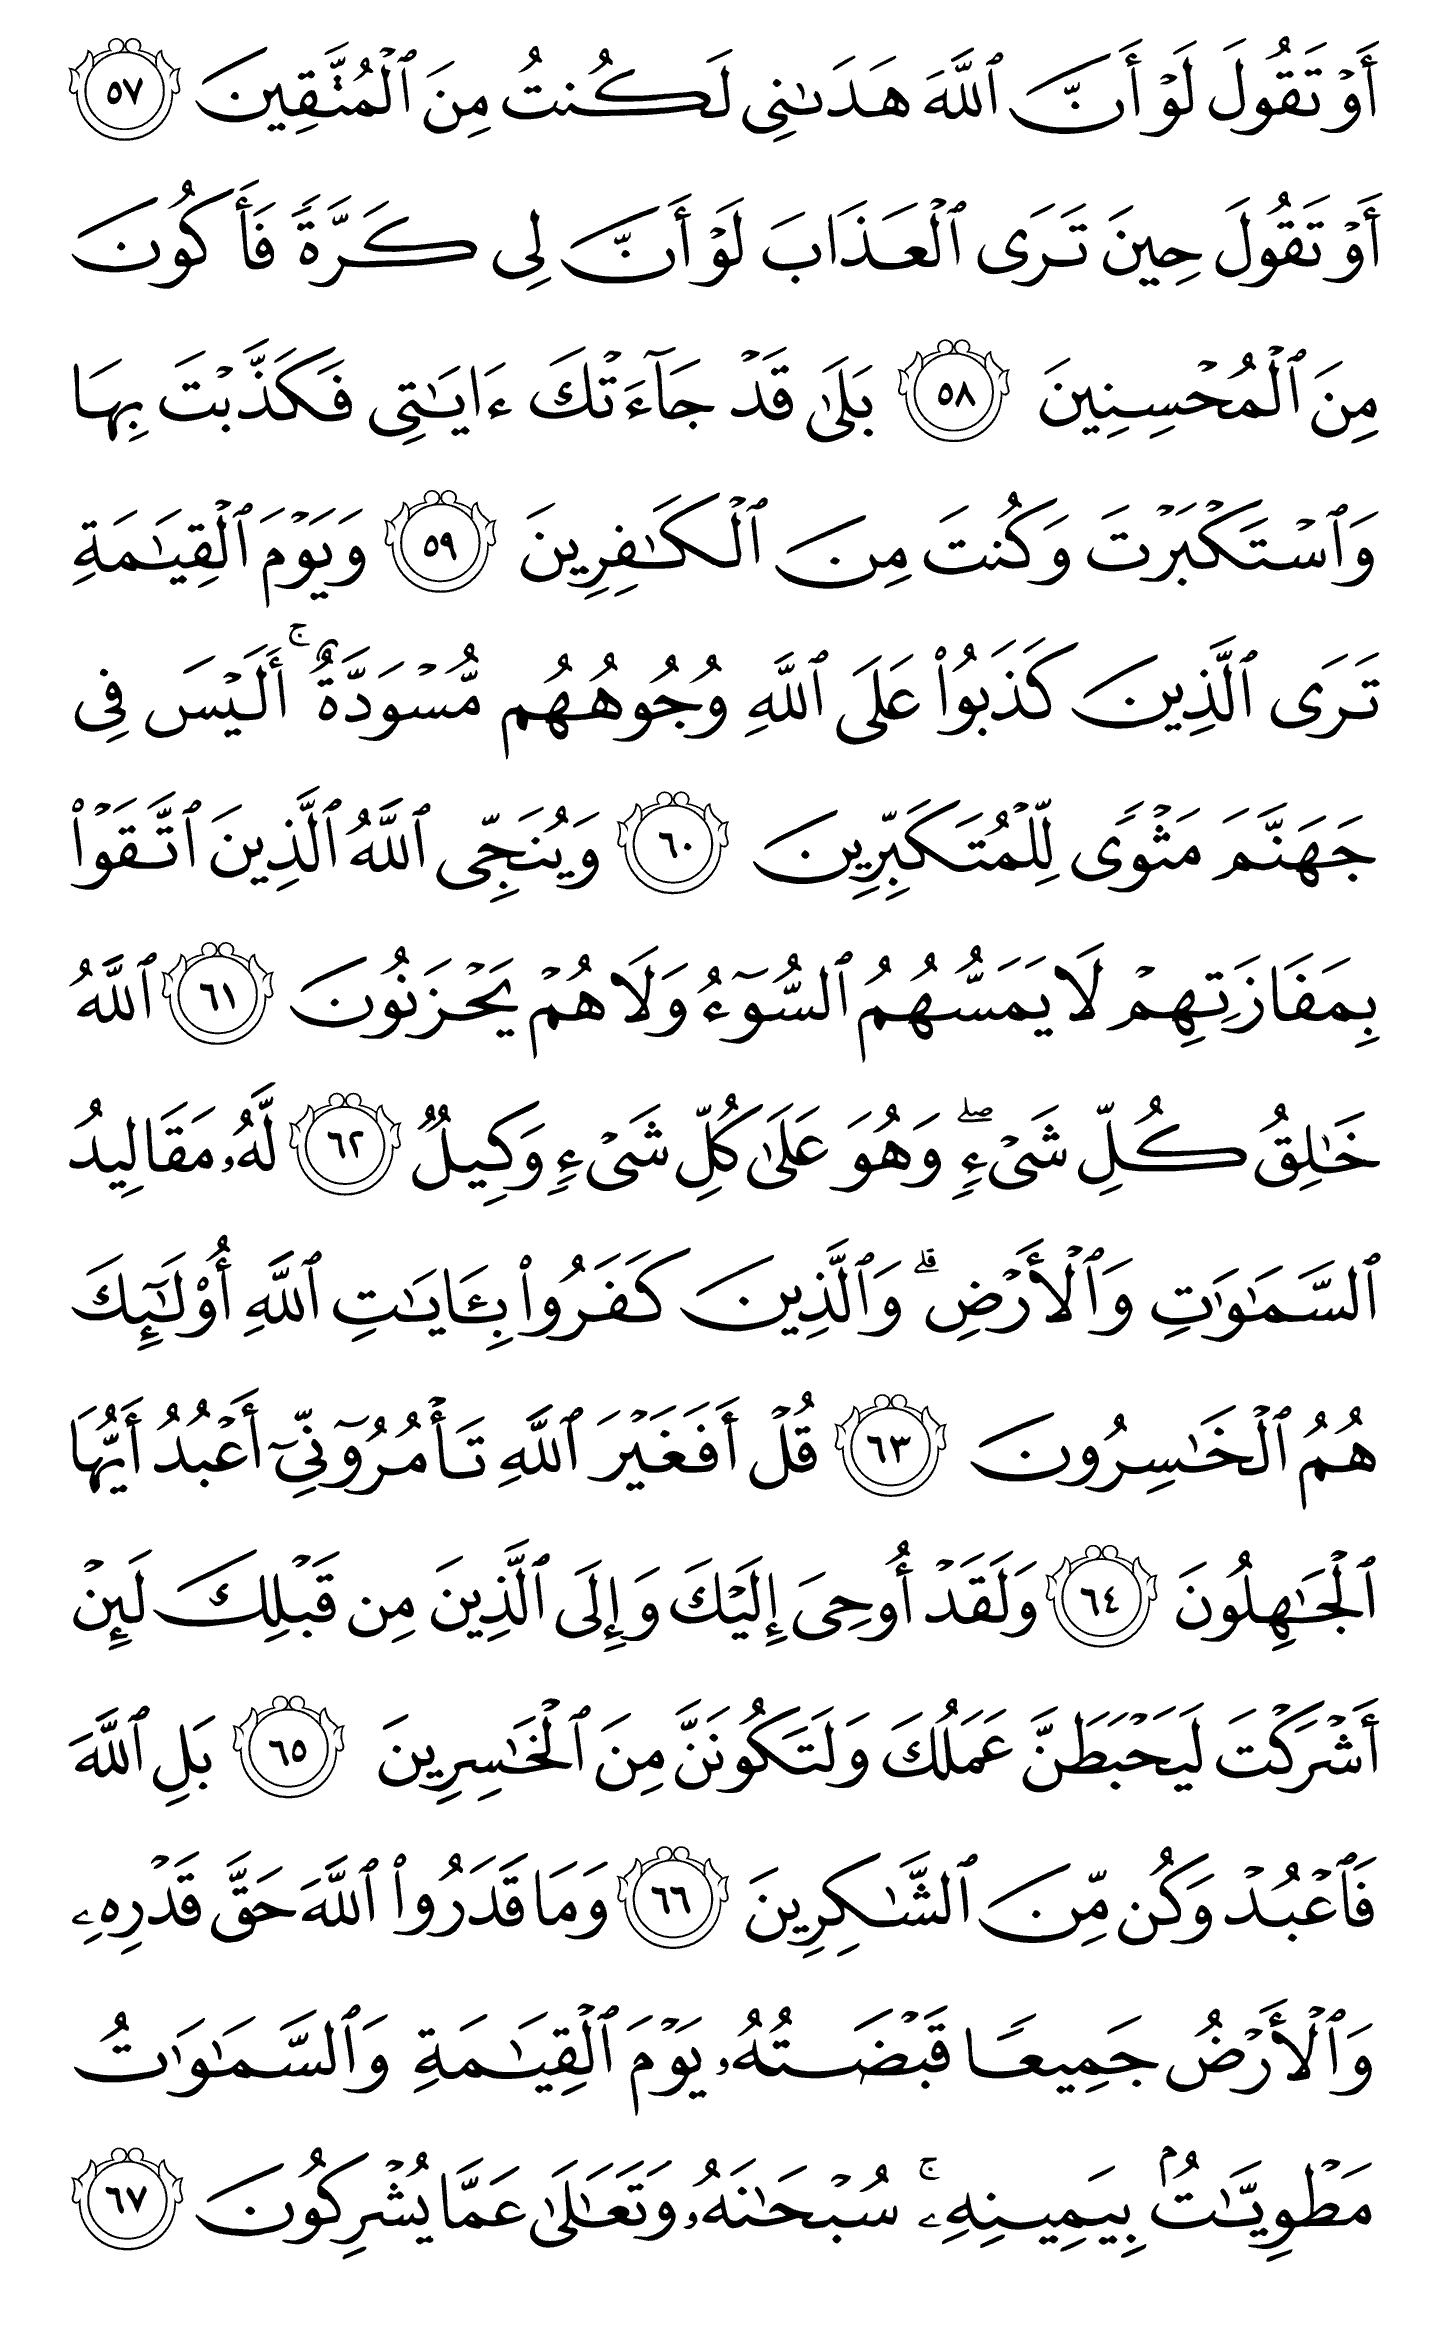 أَوۡ تَقُولَ لَوۡ أَنَّ ٱللَّهَ هَدَىٰنِي لَكُنتُ مِنَ ٱلۡمُتَّقِينَ ٥٧
أَوۡ تَقُولَ حِينَ تَرَى ٱلۡعَذَابَ لَوۡ أَنَّ لِي كَرَّةٗ فَأَكُونَ
مِنَ ٱلۡمُحۡسِنِينَ ٥٨ بَلَىٰ قَدۡ جَآءَتۡكَ ءَايَٰتِي فَكَذَّبۡتَ بِهَا
وَٱسۡتَكۡبَرۡتَ وَكُنتَ مِنَ ٱلۡكَٰفِرِينَ ٥٩ وَيَوۡمَ ٱلۡقِيَٰمَةِ
تَرَى ٱلَّذِينَ كَذَبُواْ عَلَى ٱللَّهِ وُجُوهُهُم مُّسۡوَدَّةٌۚ أَلَيۡسَ فِي
جَهَنَّمَ مَثۡوٗى لِّلۡمُتَكَبِّرِينَ ٦٠ وَيُنَجِّي ٱللَّهُ ٱلَّذِينَ ٱتَّقَوۡاْ
بِمَفَازَتِهِمۡ لَا يَمَسُّهُمُ ٱلسُّوٓءُ وَلَا هُمۡ يَحۡزَنُونَ ٦١ ٱللَّهُ
خَٰلِقُ كُلِّ شَيۡءٖۖ وَهُوَ عَلَىٰ كُلِّ شَيۡءٖ وَكِيلٞ ٦٢ لَّهُۥ مَقَالِيدُ
ٱلسَّمَٰوَٰتِ وَٱلۡأَرۡضِۗ وَٱلَّذِينَ كَفَرُواْ بِـَٔايَٰتِ ٱللَّهِ أُوْلَٰٓئِكَ
هُمُ ٱلۡخَٰسِرُونَ ٦٣ قُلۡ أَفَغَيۡرَ ٱللَّهِ تَأۡمُرُوٓنِّيٓ أَعۡبُدُ أَيُّهَا
ٱلۡجَٰهِلُونَ ٦٤ وَلَقَدۡ أُوحِيَ إِلَيۡكَ وَإِلَى ٱلَّذِينَ مِن قَبۡلِكَ لَئِنۡ
أَشۡرَكۡتَ لَيَحۡبَطَنَّ عَمَلُكَ وَلَتَكُونَنَّ مِنَ ٱلۡخَٰسِرِينَ ٦٥ بَلِ ٱللَّهَ
فَٱعۡبُدۡ وَكُن مِّنَ ٱلشَّٰكِرِينَ ٦٦ وَمَا قَدَرُواْ ٱللَّهَ حَقَّ قَدۡرِهِۦ
وَٱلۡأَرۡضُ جَمِيعٗا قَبۡضَتُهُۥ يَوۡمَ ٱلۡقِيَٰمَةِ وَٱلسَّمَٰوَٰتُ
مَطۡوِيَّٰتُۢ بِيَمِينِهِۦۚ سُبۡحَٰنَهُۥ وَتَعَٰلَىٰ عَمَّا يُشۡرِكُونَ ٦٧